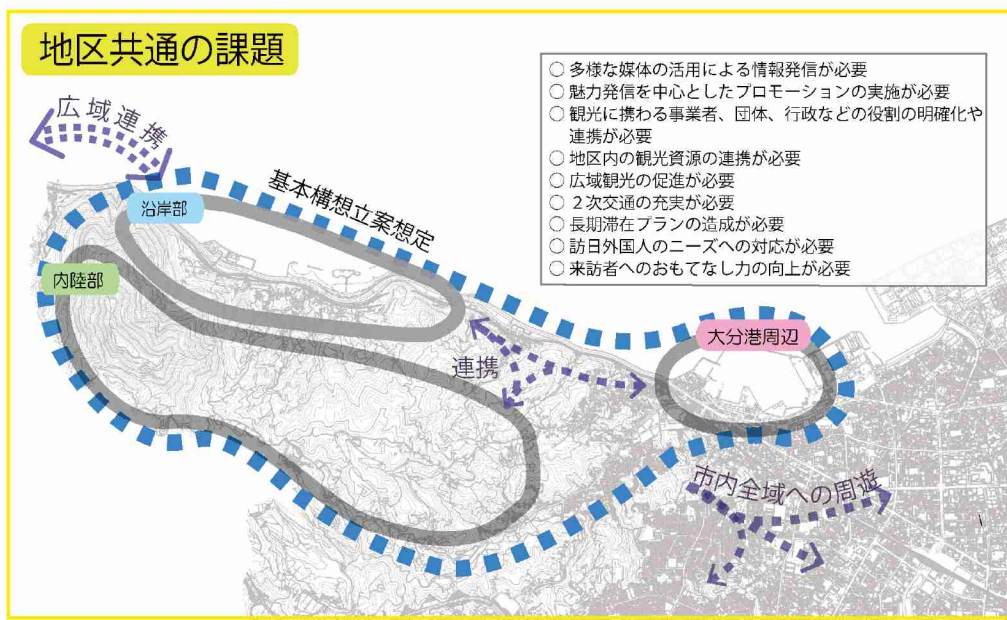 地区共通の課題
○ 多様な媒体の活用による情報発信が必要
○ 魅力発信を中心としたプロモーションの実施が必要
○ 観光に携わる事業者、団体、行政などの役割の明確化や
連携が必要
○ 地区内の観光資源の連携が必要
○ 広域観光の促進が必要
○ ２次交通の充実が必要
○ 長期滞在プランの造成が必要
○ 訪日外国人のニーズへの対応が必要
○ 来訪者へのおもてなし力の向上が必要
広域連携
基本構想立案想定
沿岸部
内陸部
大分港周辺
連携
市内全域への周遊